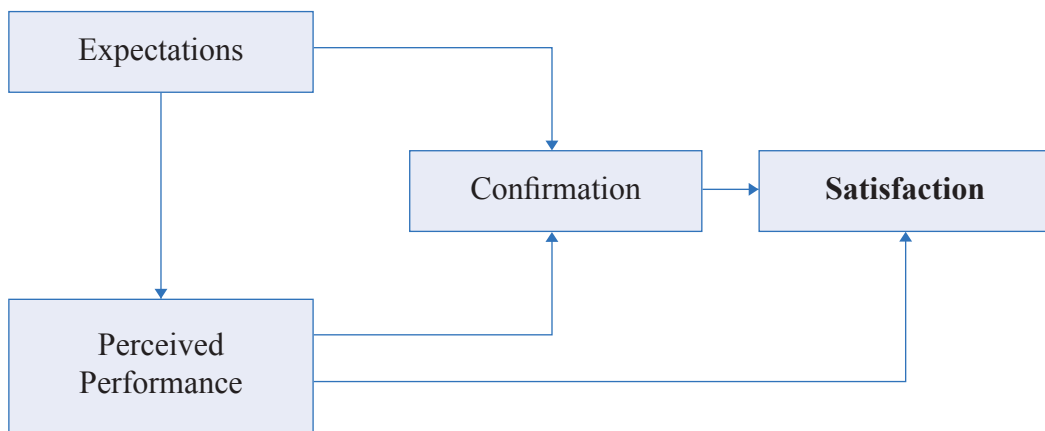 Expectations
Confirmation
Satisfaction
Perceived
Performance